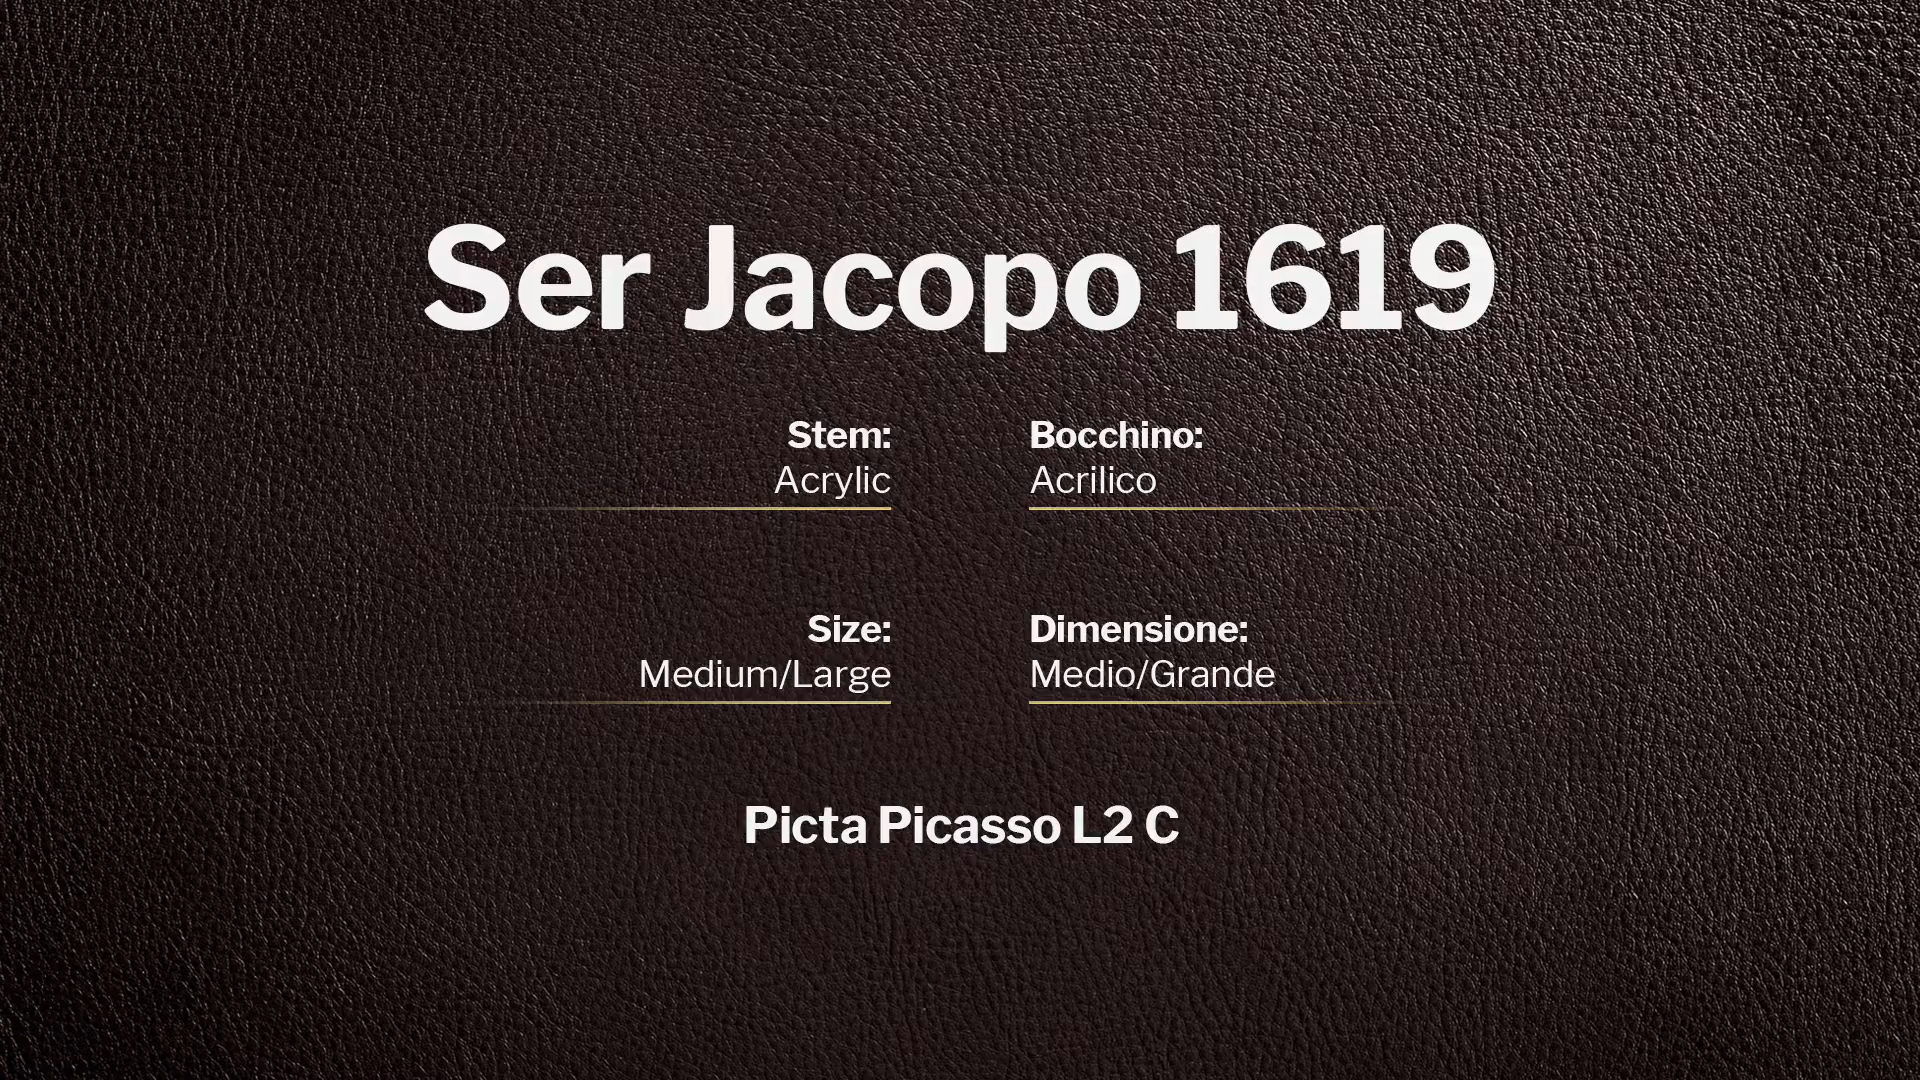 Ser Jacopo 1619
Stem:
Acrylic
Bocchino:
Acrilico
Size:
Medium/Large
Dimensione:
Medio/Grande
Picta Picasso L2 C